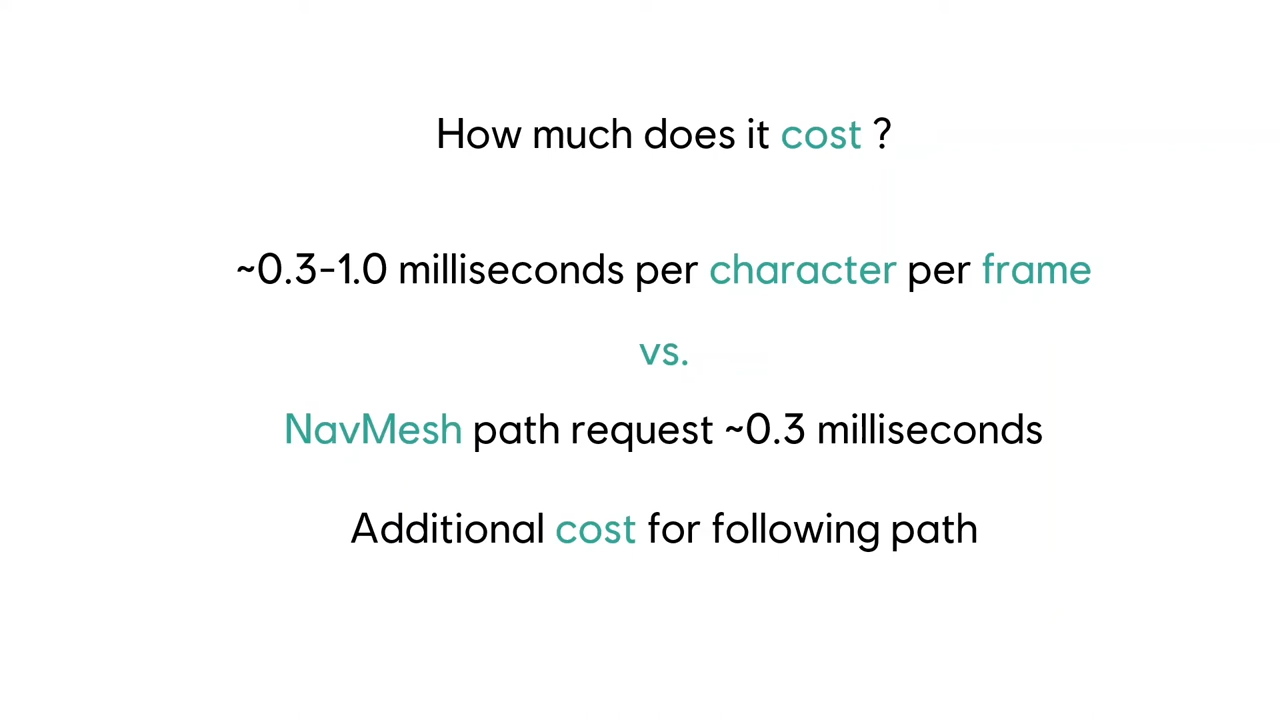 How much does it cost ?
~0.3-1.0 milliseconds per character per frame
vs.
NavMesh path request ~0.3 milliseconds
Additional cost for following path